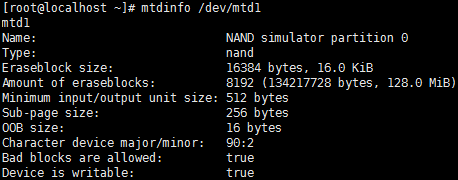 [root@localhost ~]# mtdinfo /dev/mtd1
mtd1
Name: NAND simulator partition 0
Type: nand
Eraseblock size: 16384 bytes, 16.0 KiB
Amount of eraseblocks: 8192 (134217728 bytes, 128.0 MiB)
Minimum input/output unit size: 512 bytes
Sub-page size: 256 bytes
OOB size: 16 bytes
Character device major/minor: 90:2
Bad blocks are allowed: true
Device is writable: true